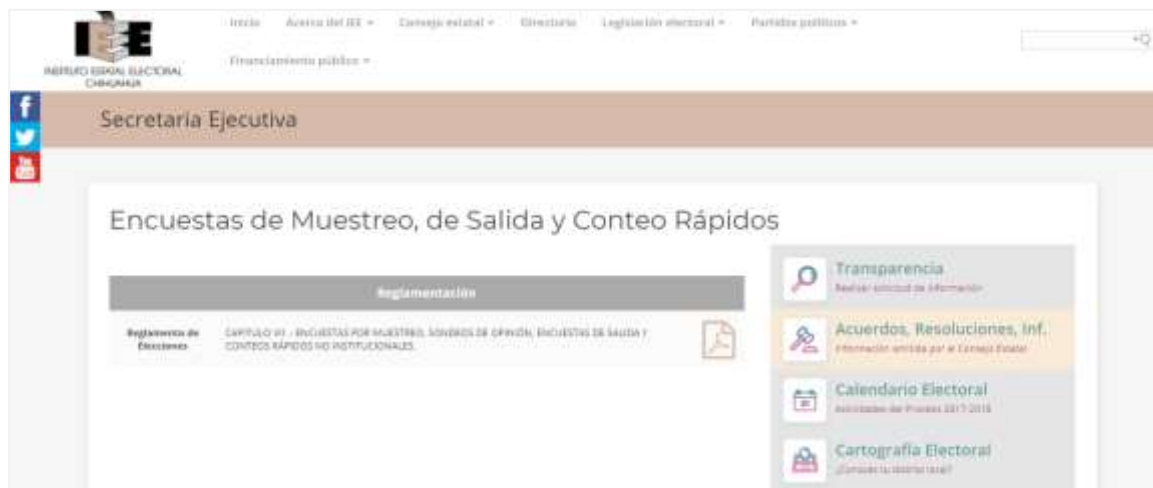 Inicio Acerca del IEE Consejo estatal Directorio Legislación electoral Partidos políticos
Financiamiento público
IEE
INSTITUTO ESTATAL ELECTORAL
CHIHUAHUA
Secretaría Ejecutiva
Encuestas de Muestreo, de Salida y Conteo Rápidos
Reglamentación
Reglamento de
Elecciones
CAPITULO VII - ENCUESTAS POR MUESTREO, SONDEOS DE OPINIÓN, ENCUESTAS DE SALIDA Y
CONTEOS RÁPIDOS NO INSTITUCIONALES.
Transparencia
Realizar solicitud de información
Acuerdos, Resoluciones, Inf.
Información emitida por el Consejo Estatal
Calendario Electoral
Actividades del Proceso 2017-2018
Cartografía Electoral
¿Conoces tu distrito local?